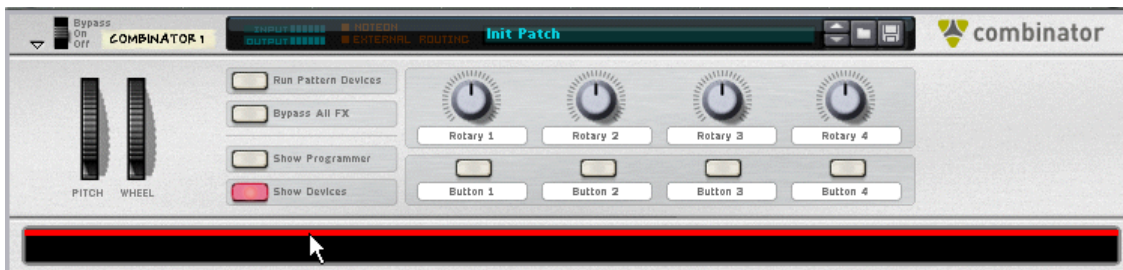 Bypass
On
Off
COMBINATOR 1
INPUT
OUTPUT
NOTEON
EXTERNAL ROUTING
Init Patch
combinator
Run Pattern Devices
Bypass All FX
Show Programmer
Show Devices
PITCH WHEEL
Rotary 1 Rotary 2 Rotary 3 Rotary 4
Button 1 Button 2 Button 3 Button 4